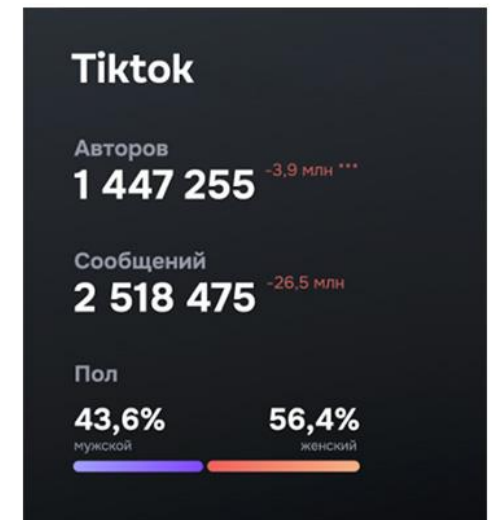 Tiktok
Авторов
1 447 255 -3,9 млн ***
Сообщений
2 518 475 -26,5 млн
Пол
43,6% 56,4%
мужской женский